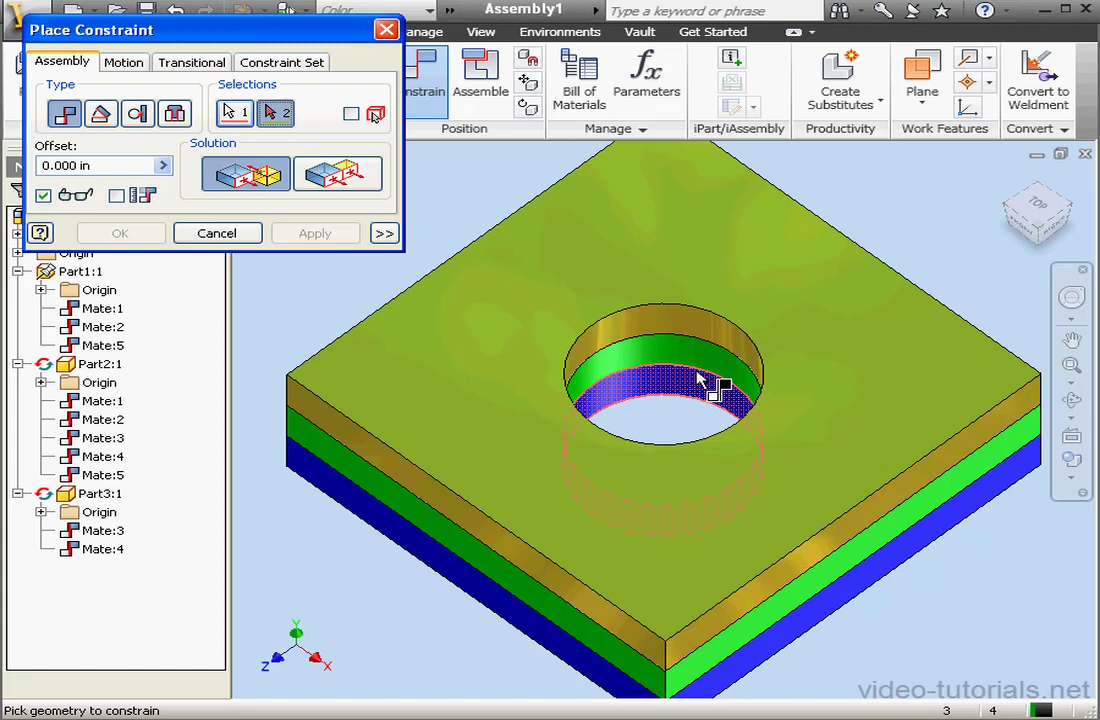 Color
Assembly1
Type a keyword or phrase
Place Constraint
anage View Environments Vault Get Started
Assembly Motion Transitional Constraint Set
Type
Selections
1
2
Offset:
0.000 in
Solution
OK
Cancel
Apply
>>
strain
Assemble
Position
Bill of
Materials
Parameters
Manage
iPart/iAssembly
Create
Substitutes
Productivity
Plane
Work Features
Convert to
Weldment
Convert
TOP
Origin
Part1:1
Origin
Mate:1
Mate:2
Mate:5
Part2:1
Origin
Mate:1
Mate:2
Mate:3
Mate:4
Mate:5
Part3:1
Origin
Mate:3
Mate:4
Y
Z
X
video-tutorials.net
Pick geometry to constrain
3 4